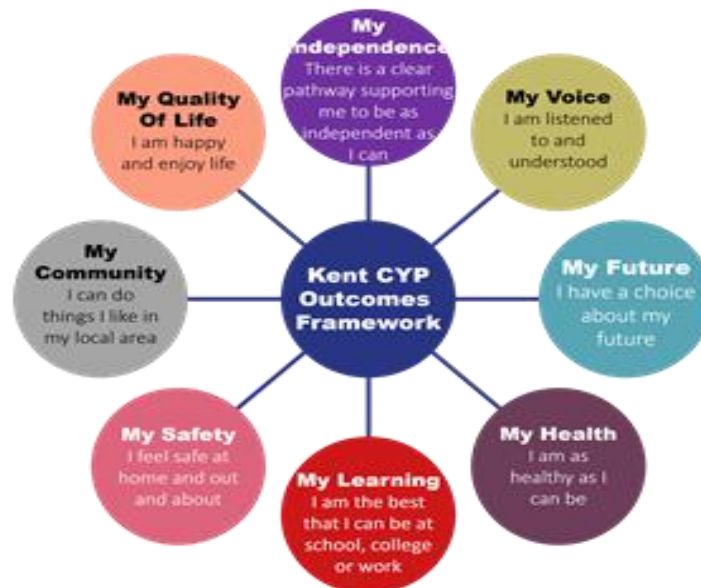 My
Independence
There is a clear
pathway supporting
me to be as
independent as
I can
My Voice
I am listened
to and
understood
My Future
I have a choice
about my
future
My Health
I am as
healthy as I
can be
My Learning
I am the best
that I can be at
school, college
or work
My Safety
I feel safe at
home and out
and about
My
Community
I can do
things I like in
my local area
My Quality
Of Life
I am happy
and enjoy life
Kent CYP
Outcomes
Framework